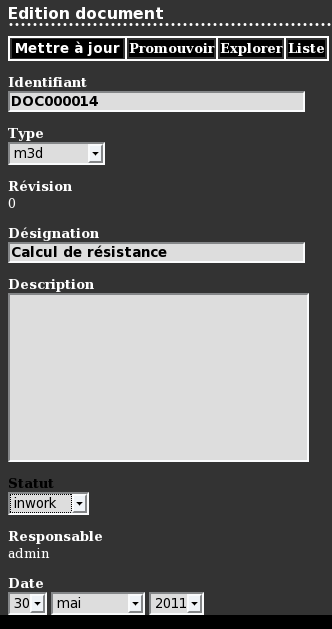 Edition document
Mettre à jour Promouvoir Explorer Liste
Identifiant
DOC000014
Type
m3d
Révision
0
Désignation
Calcul de résistance
Description
Statut
inwork
Responsable
admin
Date
30 mai 2011